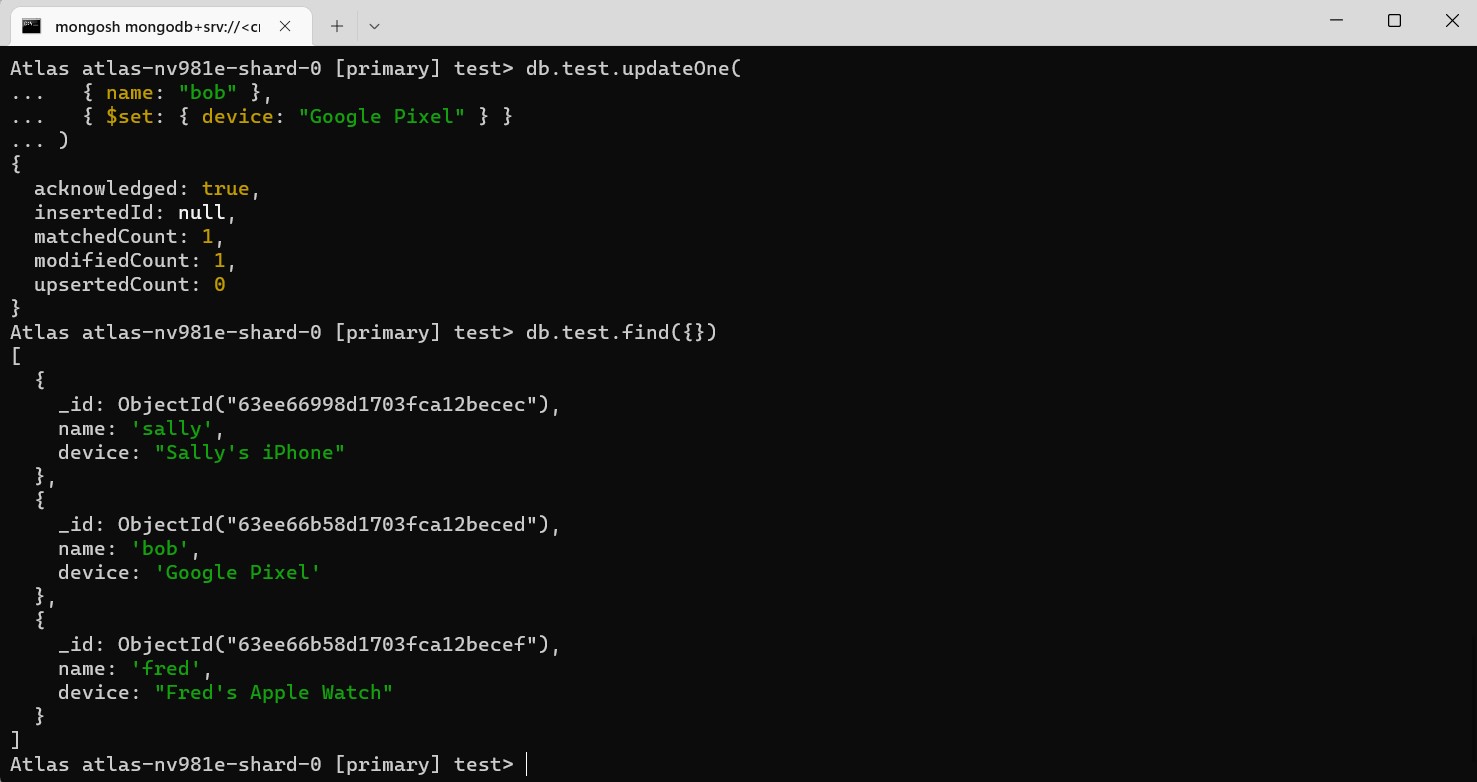 mongosh mongodb+srv://<cr
Atlas atlas-nv981e-shard-0 [primary] test> db.test.updateOne(
...   { name: "bob" },
...   { $set: { device: "Google Pixel" } }
... )
{
  acknowledged: true,
  insertedId: null,
  matchedCount: 1,
  modifiedCount: 1,
  upsertedCount: 0
}
Atlas atlas-nv981e-shard-0 [primary] test> db.test.find({})
[
  {
    _id: ObjectId("63ee66998d1703fca12becec"),
    name: 'sally',
    device: "Sally's iPhone"
  },
  {
    _id: ObjectId("63ee66b58d1703fca12beced"),
    name: 'bob',
    device: 'Google Pixel'
  },
  {
    _id: ObjectId("63ee66b58d1703fca12becef"),
    name: 'fred',
    device: "Fred's Apple Watch"
  }
]
Atlas atlas-nv981e-shard-0 [primary] test>